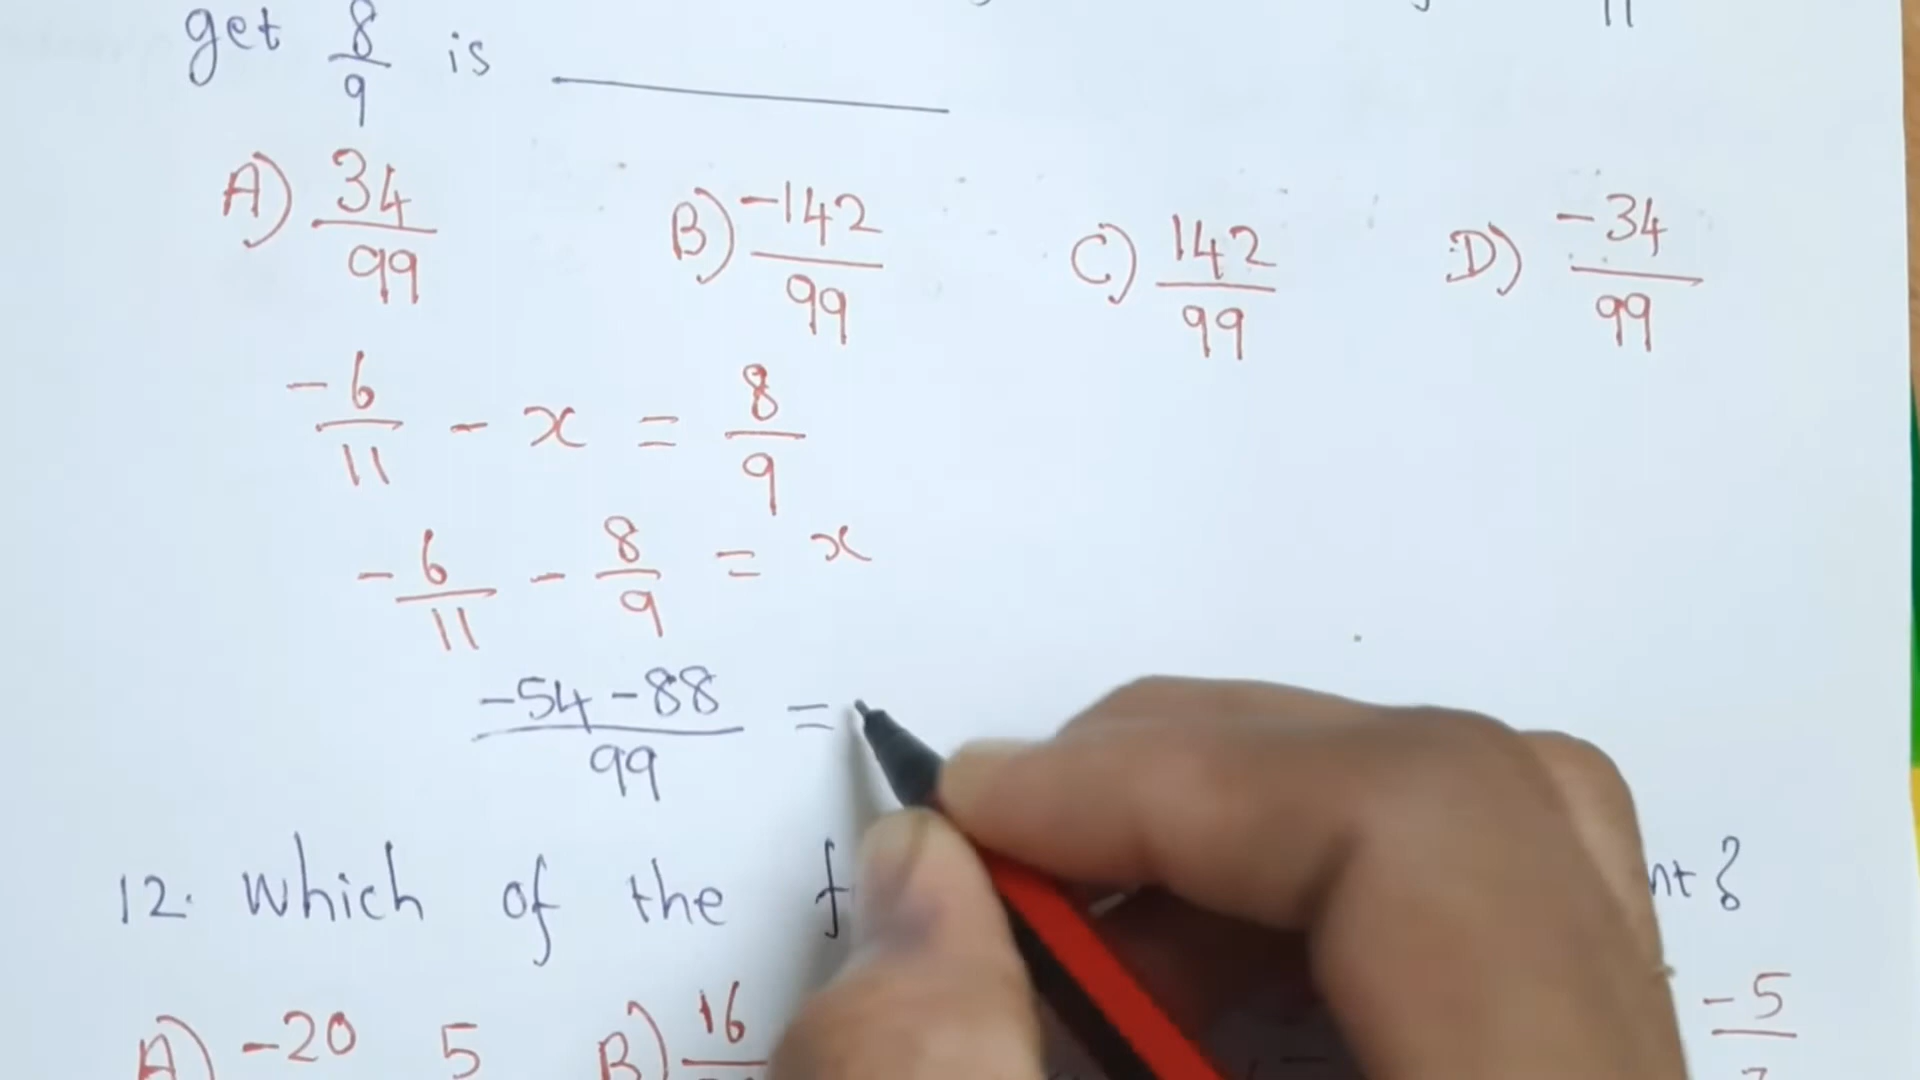 get 8/9 is ________
A) 34/99 B) -142/99 C) 142/99 D) -34/99
-6/11 - x = 8/9
-6/11 - 8/9 = x
-54-88/99 =
12. Which of the
A) -20 5 B) 16 -5